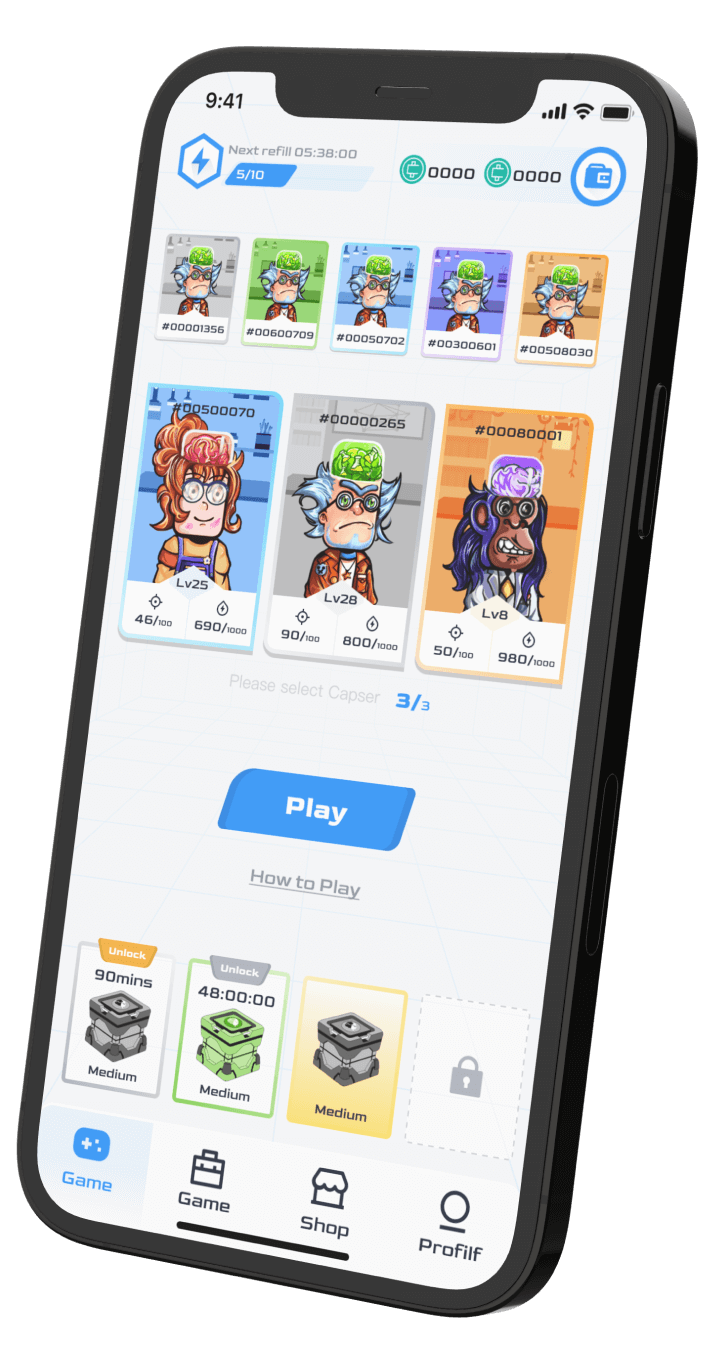 9:41
Next refill 05:38:00
5/10
0000 0000
#00001356 #00600709 #00050702 #00300601 #00508030
#00500070 #00000265 #00080001
Lv25 Lv28 Lv8
46/100 690/1000 90/100 800/1000 50/100 980/1000
Please select Capser 3/3
Play
How to Play
Unlock Unlock
90mins 48:00:00
Medium Medium Medium
Game Game Shop Profilf